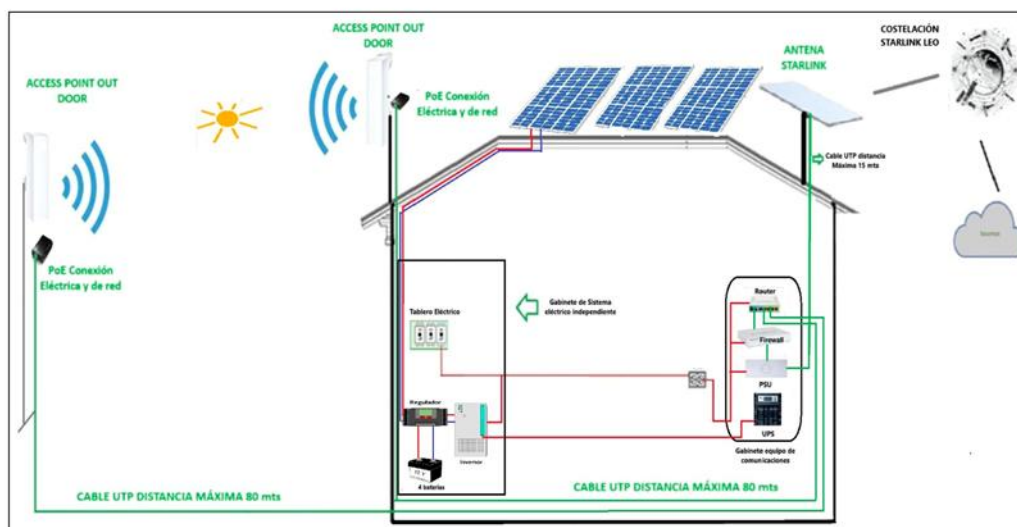 ACCESS POINT OUT
DOOR
PoE Conexión
Eléctrica y de red
ACCESS POINT OUT
DOOR
PoE Conexión
Eléctrica y de red
ANTENA
STARLINK
COSTELACIÓN
STARLINK LEO
Cable UTP distancia
Máxima 15 mts
Gabinete de Sistema
eléctrico independiente
Tablero Eléctrico
Regulador
Inversor
4 baterías
Router
Firewall
PSU
UPS
Gabinete equipo de
comunicaciones
CABLE UTP DISTANCIA MÁXIMA 80 mts
CABLE UTP DISTANCIA MÁXIMA 80 mts